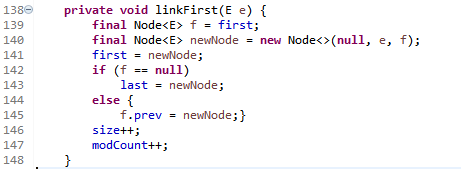 138 private void linkFirst(E e) {
139 final Node<E> f = first;
140 final Node<E> newNode = new Node<>(null, e, f);
141 first = newNode;
142 if (f == null)
143 last = newNode;
144 else {
145 f.prev = newNode;}
146 size++;
147 modCount++;
148 }